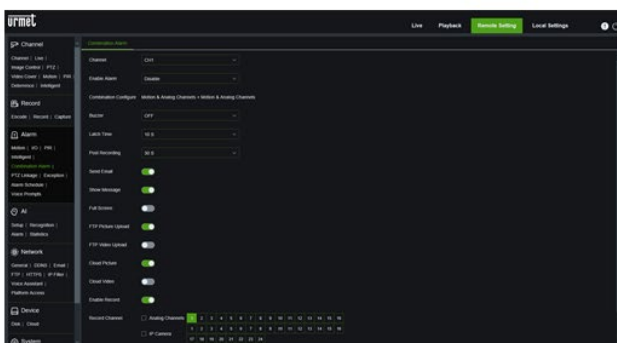 urmet
Live Playback Remote Setting Local Settings
Channel
Channel | Live |
Image Control | PTZ |
Video Cover | Motion | PIR |
Deterrence | Intelligent
Record
Encode | Record | Capture
Alarm
Motion | I/O | PIR |
Intelligent |
Combination Alarm |
PTZ Linkage | Exception |
Alarm Schedule |
Voice Prompts
AI
Setup | Recognition |
Alarm | Statistics
Network
General | DDNS | Email |
FTP | HTTPS | IP Filter |
Voice Assistant |
Platform Access
Device
Disk | Cloud
System
Combination Alarm
Channel CH1
Enable Alarm Disable
Combination Configure Motion & Analog Channels + Motion & Analog Channels
Buzzer OFF
Latch Time 10 S
Post Recording 30 S
Send Email
Show Message
Full Screen
FTP Picture Upload
FTP Video Upload
Cloud Picture
Cloud Video
Enable Record
Record Channel Analog Channels 1 2 3 4 5 6 7 8 9 10 11 12 13 14 15 16
IP Camera 1 2 3 4 5 6 7 8 9 10 11 12 13 14 15 16
17 18 19 20 21 22 23 24